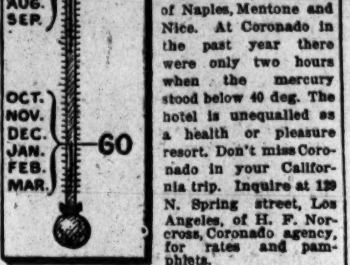 AUG.
SEP.
OCT.
NOV.
DEC.
JAN.
FEB.
MAR.
60
of Naples, Mentone and
Nice. At Coronado in
the past year there
were only two hours
when the mercury
stood below 40 deg. The
hotel is unequalled as
a health or pleasure
resort. Don't miss Coro-
nado in your Califor-
nia trip. Inquire at 129
N. Spring street, Los
Angeles, of H. F. Nor-
cross, Coronado agency,
for rates and pam-
phlets.